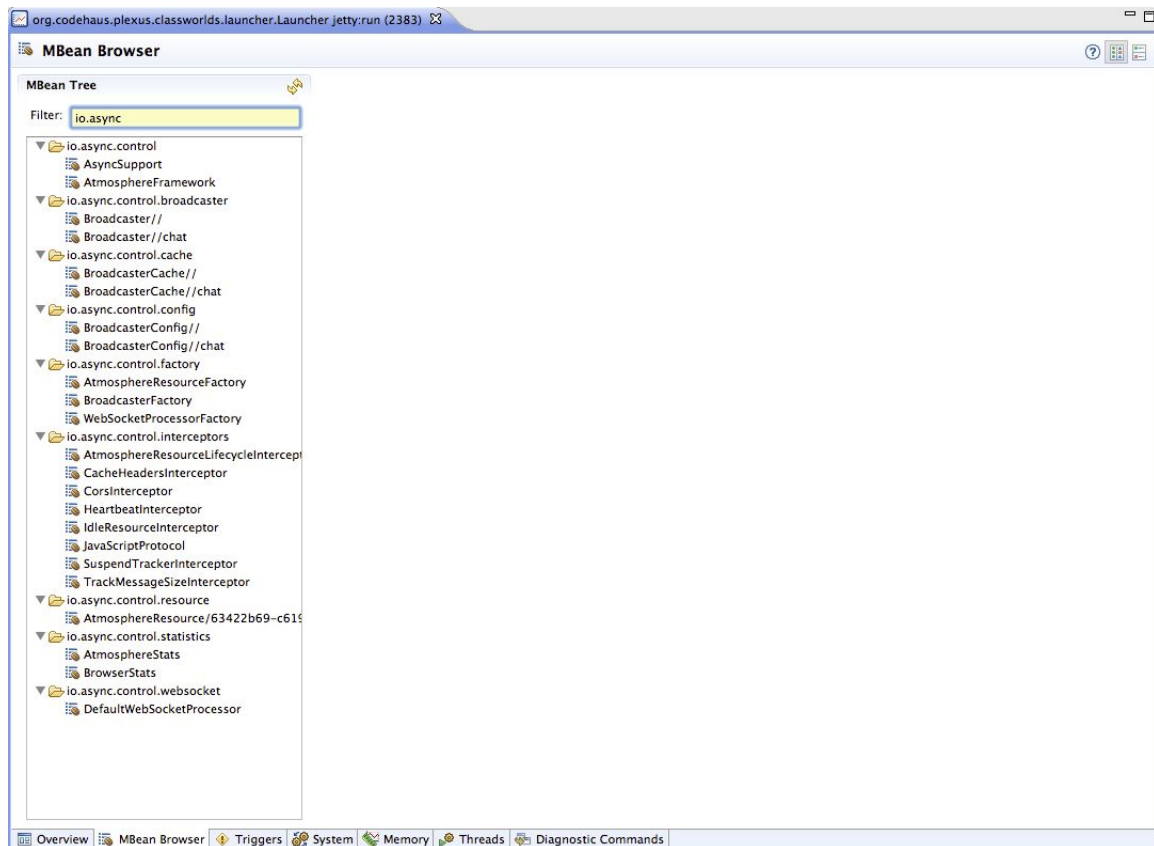 org.codehaus.plexus.classworlds.launcher.Launcher jetty:run (2383)
MBean Browser
MBean Tree
Filter: io.async
io.async.control
AsyncSupport
AtmosphereFramework
io.async.control.broadcaster
Broadcaster//
Broadcaster//chat
io.async.control.cache
BroadcasterCache//
BroadcasterCache//chat
io.async.control.config
BroadcasterConfig//
BroadcasterConfig//chat
io.async.control.factory
AtmosphereResourceFactory
BroadcasterFactory
WebSocketProcessorFactory
io.async.control.interceptors
AtmosphereResourceLifecycleIntercept
CacheHeadersInterceptor
CorsInterceptor
HeartbeatInterceptor
IdleResourceInterceptor
JavaScriptProtocol
SuspendTrackerInterceptor
TrackMessageSizeInterceptor
io.async.control.resource
AtmosphereResource/63422b69-c619
io.async.control.statistics
AtmosphereStats
BrowserStats
io.async.control.websocket
DefaultWebSocketProcessor
Overview MBean Browser Triggers System Memory Threads Diagnostic Commands